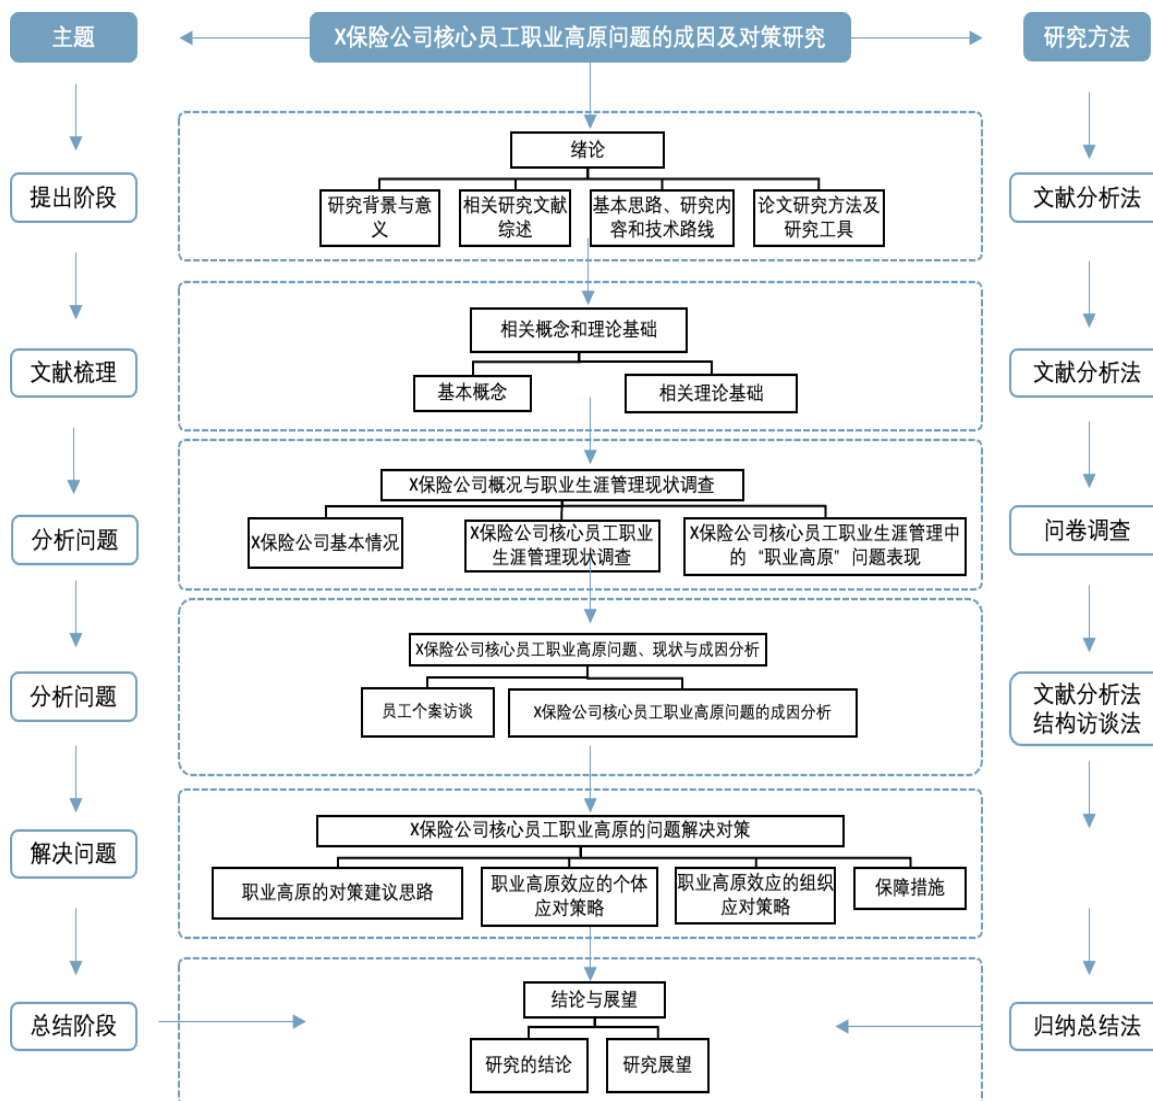 主题
X保险公司核心员工职业高原问题的成因及对策研究
研究方法
绪论
提出阶段
研究背景与意
义
相关研究文献
综述
基本思路、研究内
容和技术路线
论文研究方法及
研究工具
文献分析法
相关概念和理论基础
文献梳理
基本概念
相关理论基础
文献分析法
X保险公司概况与职业生涯管理现状调查
分析问题
X保险公司基本情况
X保险公司核心员工职业
生涯管理现状调查
X保险公司核心员工职业生涯管理中
的“职业高原”问题表现
问卷调查
X保险公司核心员工职业高原问题、现状与成因分析
分析问题
员工个案访谈
X保险公司核心员工职业高原问题的成因分析
文献分析法
结构访谈法
X保险公司核心员工职业高原的问题解决对策
解决问题
职业高原的对策建议思路
职业高原效应的个体
应对策略
职业高原效应的组织
应对策略
保障措施
结论与展望
总结阶段
研究的结论
研究展望
归纳总结法